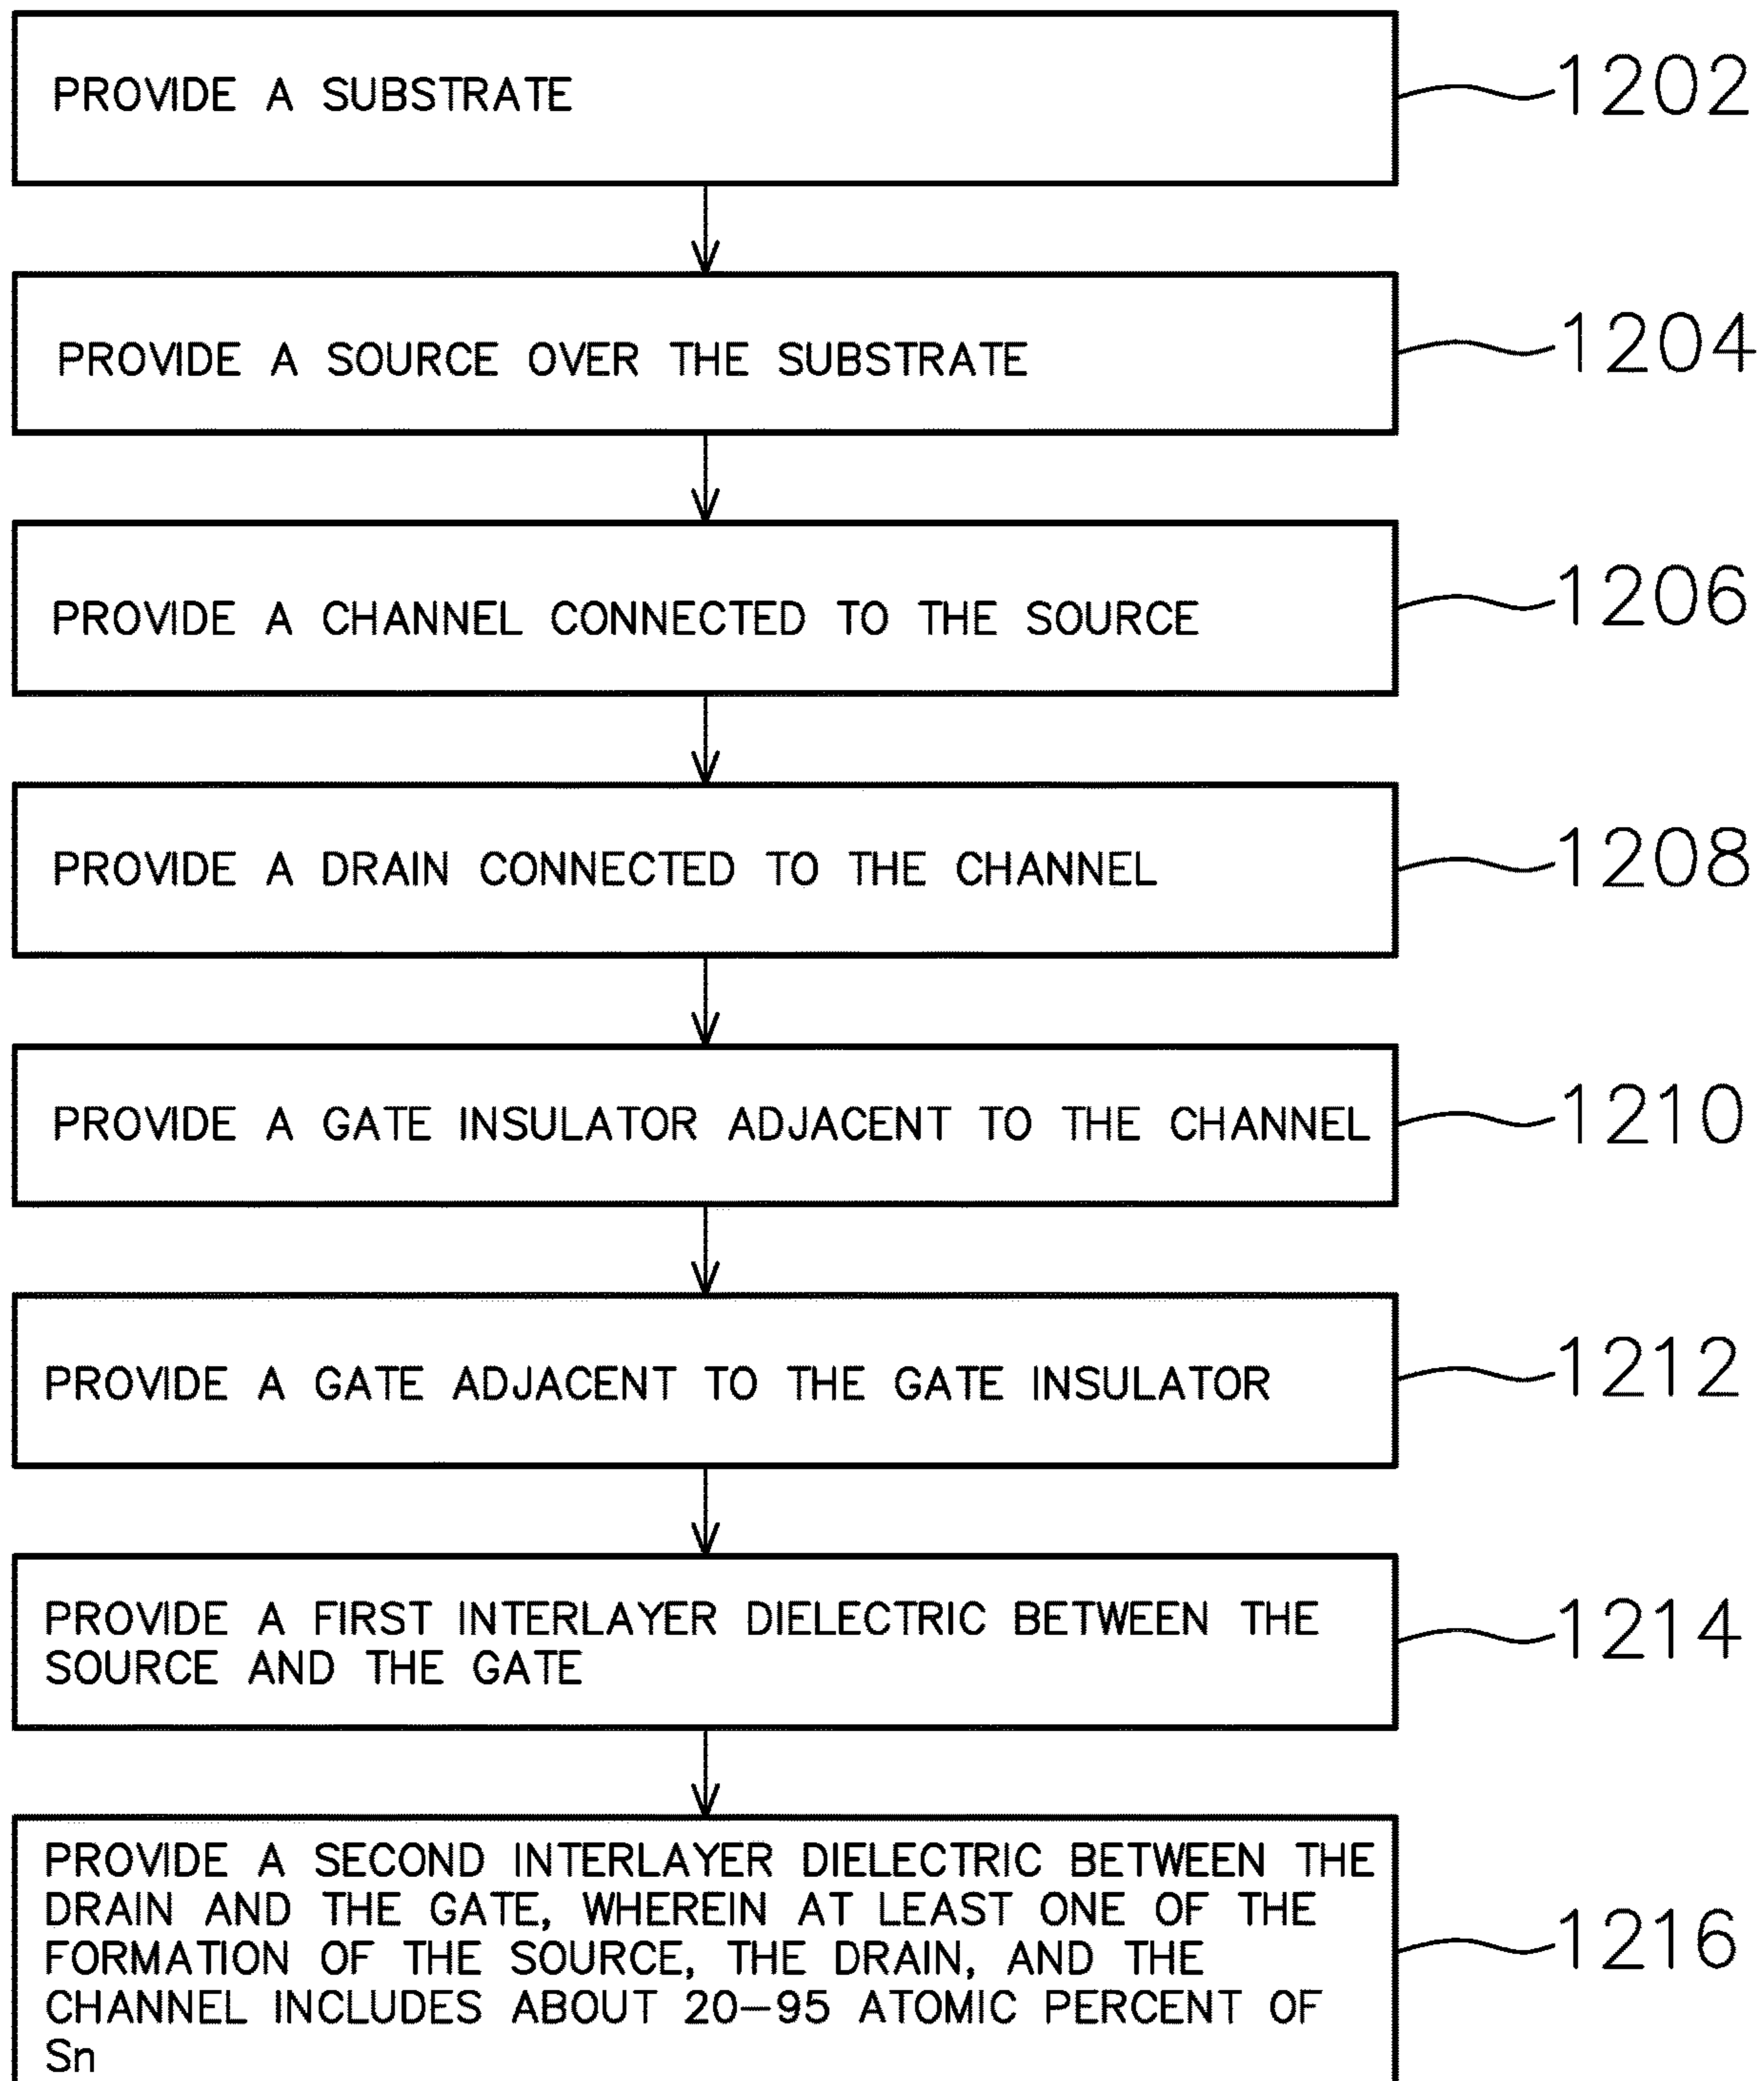 PROVIDE A SUBSTRATE
1202
PROVIDE A SOURCE OVER THE SUBSTRATE
1204
PROVIDE A CHANNEL CONNECTED TO THE SOURCE
1206
PROVIDE A DRAIN CONNECTED TO THE CHANNEL
1208
PROVIDE A GATE INSULATOR ADJACENT TO THE CHANNEL
1210
PROVIDE A GATE ADJACENT TO THE GATE INSULATOR
1212
PROVIDE A FIRST INTERLAYER DIELECTRIC BETWEEN THE
SOURCE AND THE GATE
1214
PROVIDE A SECOND INTERLAYER DIELECTRIC BETWEEN THE
DRAIN AND THE GATE, WHEREIN AT LEAST ONE OF THE
FORMATION OF THE SOURCE, THE DRAIN, AND THE
CHANNEL INCLUDES ABOUT 20–95 ATOMIC PERCENT OF
Sn
1216